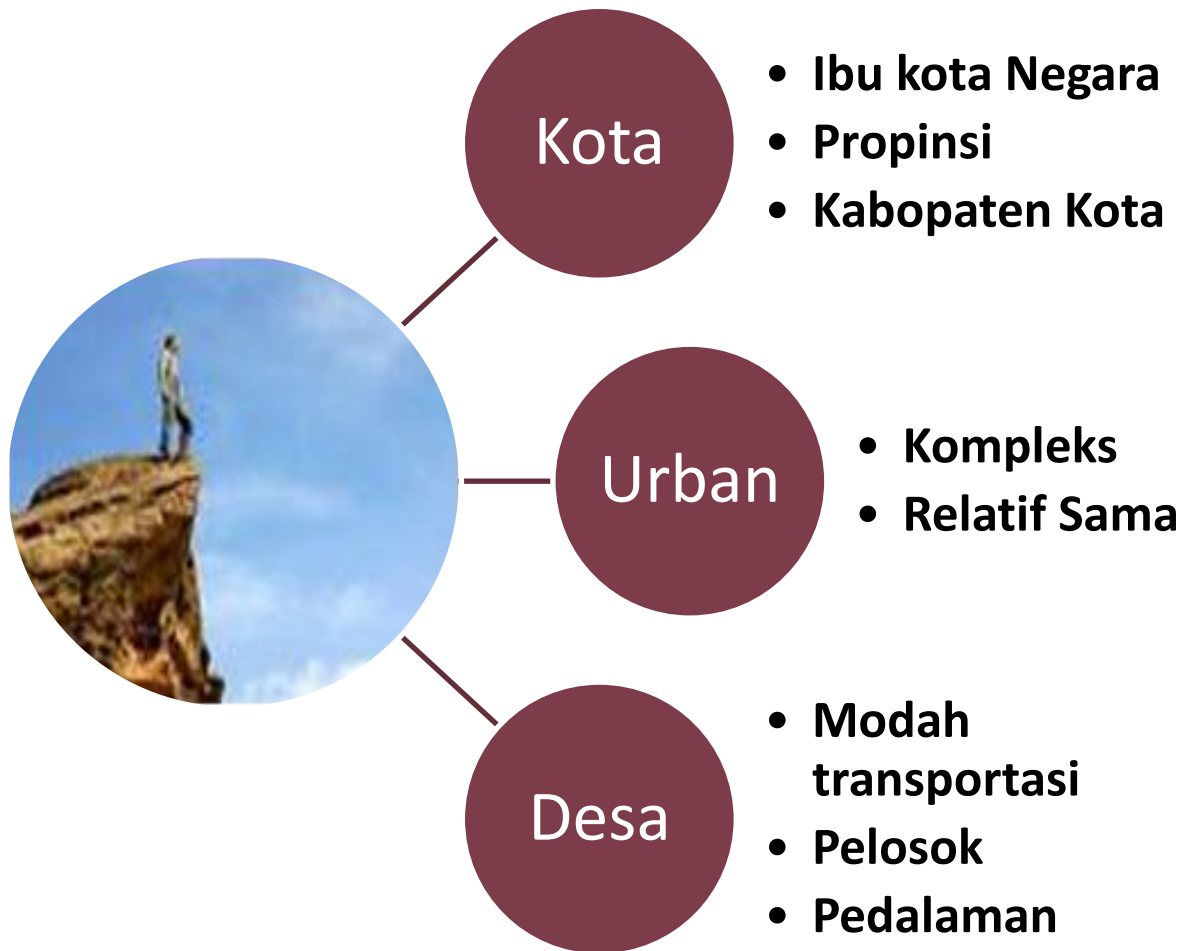 Kota
• Ibu kota Negara
• Propinsi
• Kabopaten Kota
Urban
• Kompleks
• Relatif Sama
Desa
• Modah
transportasi
• Pelosok
• Pedalaman